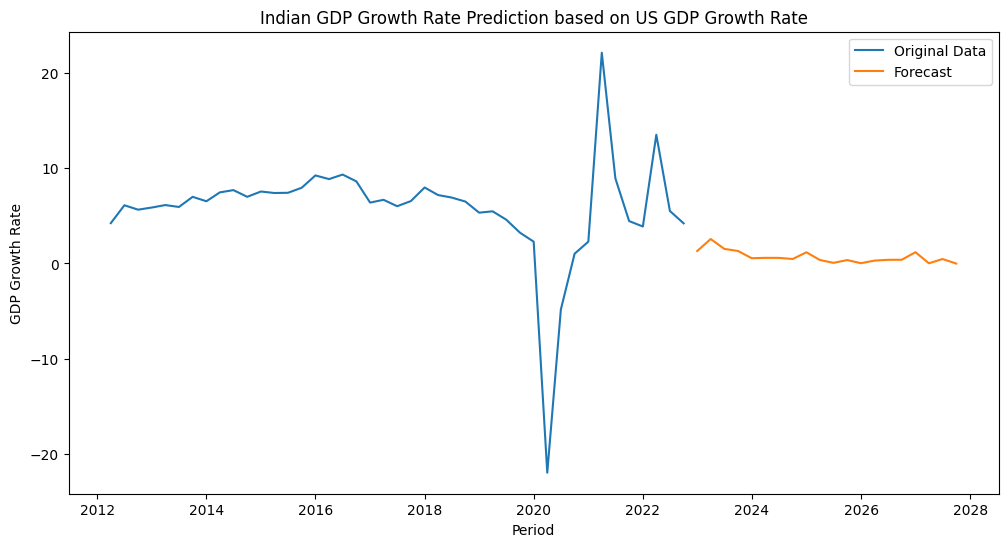 Indian GDP Growth Rate Prediction based on US GDP Growth Rate
Original Data
Forecast
GDP Growth Rate
20
10
0
−10
−20
2012
2014
2016
2018
2020
2022
2024
2026
2028
Period